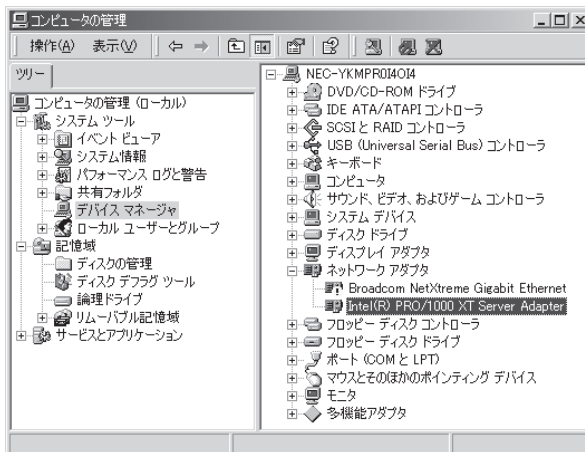 コンピュータの管理
操作(A) 表示(V)
ツリー
コンピュータの管理 (ローカル)
システム ツール
イベント ビューア
システム情報
パフォーマンス ログと警告
共有フォルダ
デバイス マネージャ
ローカル ユーザーとグループ
記憶域
ディスクの管理
ディスク デフラグ ツール
論理ドライブ
リムーバブル記憶域
サービスとアプリケーション
NEC-YKMPR0I4OI4
DVD/CD-ROM ドライブ
IDE ATA/ATAPI コントローラ
SCSI と RAID コントローラ
USB (Universal Serial Bus) コントローラ
キーボード
コンピュータ
サウンド、ビデオ、およびゲーム コントローラ
システム デバイス
ディスク ドライブ
ディスプレイ アダプタ
ネットワーク アダプタ
Broadcom NetXtreme Gigabit Ethernet
Intel(R) PRO/1000 XT Server Adapter
フロッピー ディスク コントローラ
フロッピー ディスク ドライブ
ポート (COM と LPT)
マウスとそのほかのポインティング デバイス
モニタ
多機能アダプタ